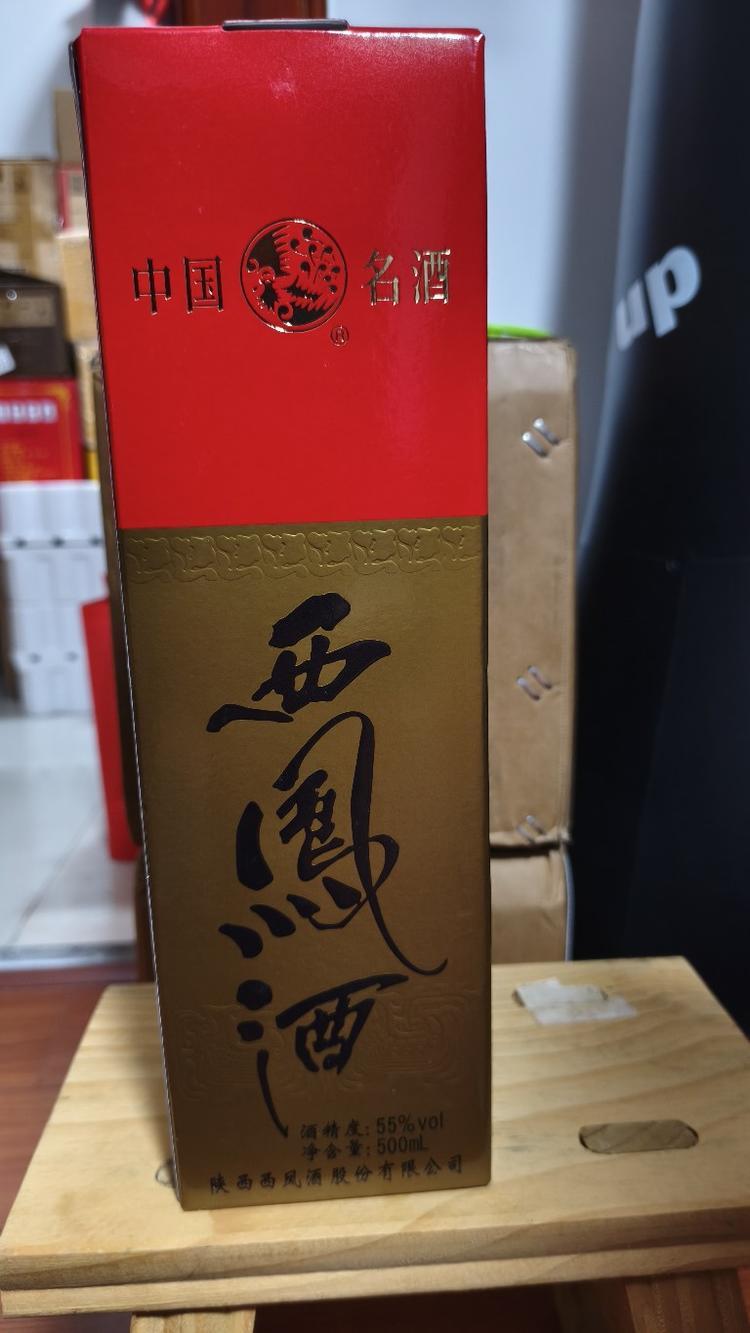 中国 名酒
®
up
西鳳酒
酒精度:55%vol
净含量:500mL
陕西西凤酒股份有限公司